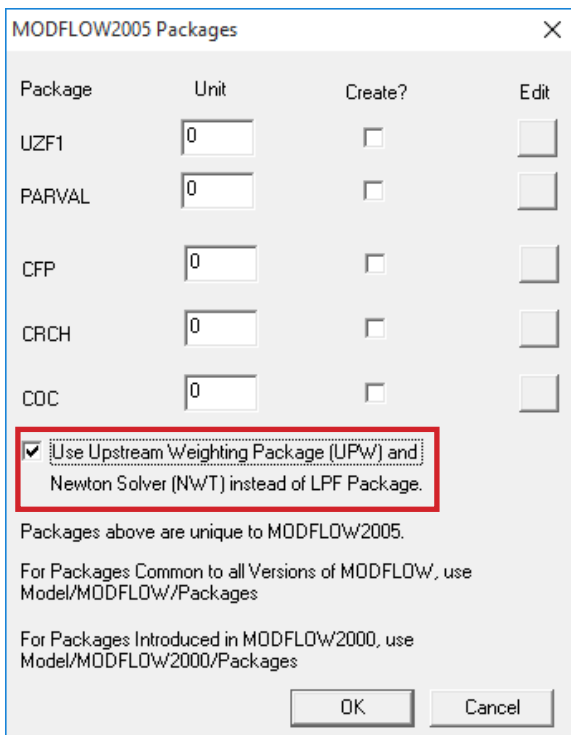 MODFLOW2005 Packages
Package Unit Create? Edit
UZF1 0
PARVAL 0
CFP 0
CRCH 0
COC 0
Use Upstream Weighting Package (UPW) and
Newton Solver (NWT) instead of LPF Package.
Packages above are unique to MODFLOW2005.
For Packages Common to all Versions of MODFLOW, use
Model/MODFLOW/Packages
For Packages Introduced in MODFLOW2000, use
Model/MODFLOW2000/Packages
OK Cancel